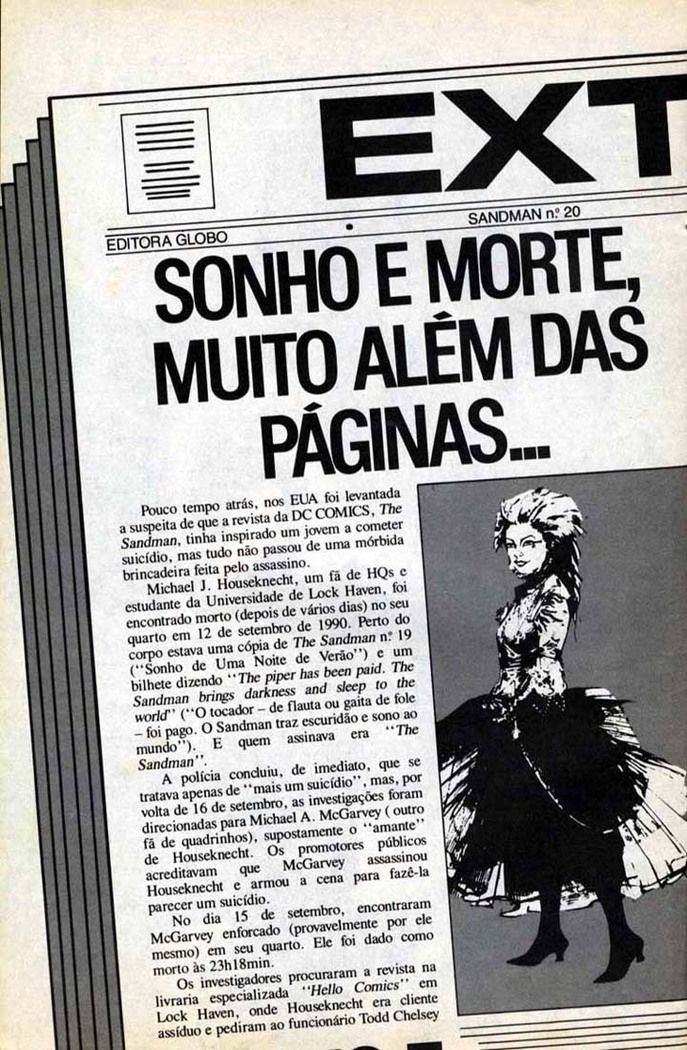 EXT
EDITORA GLOBO
SANDMAN n.º 20
SONHO E MORTE,
MUITO ALÉM DAS
PÁGINAS...
Pouco tempo atrás, nos EUA foi levantada
a suspeita de que a revista da DC COMICS, The
Sandman, tinha inspirado um jovem a cometer
suicídio, mas tudo não passou de uma mórbida
brincadeira feita pelo assassino.
Michael J. Houseknecht, um fã de HQs e
estudante da Universidade de Lock Haven, foi
encontrado morto (depois de vários dias) no seu
quarto em 12 de setembro de 1990. Perto do
corpo estava uma cópia de The Sandman n.º 19
("Sonho de Uma Noite de Verão") e um
bilhete dizendo "The piper has been paid. The
Sandman brings darkness and sleep to the
world" ("O tocador – de flauta ou gaita de fole
– foi pago. O Sandman traz escuridão e sono ao
mundo"). E quem assinava era "The
Sandman".
A polícia concluiu, de imediato, que se
tratava apenas de "mais um suicídio", mas, por
volta de 16 de setembro, as investigações foram
direcionadas para Michael A. McGarvey ( outro
fã de quadrinhos), supostamente o "amante"
de Houseknecht. Os promotores públicos
acreditavam que McGarvey assassinou
Houseknecht e armou a cena para fazê-la
parecer um suicídio.
No dia 15 de setembro, encontraram
McGarvey enforcado (provavelmente por ele
mesmo) em seu quarto. Ele foi dado como
morto às 23h18min.
Os investigadores procuraram a revista na
livraria especializada "Hello Comics" em
Lock Haven, onde Houseknecht era cliente
assíduo e pediram ao funcionário Todd Chelsey